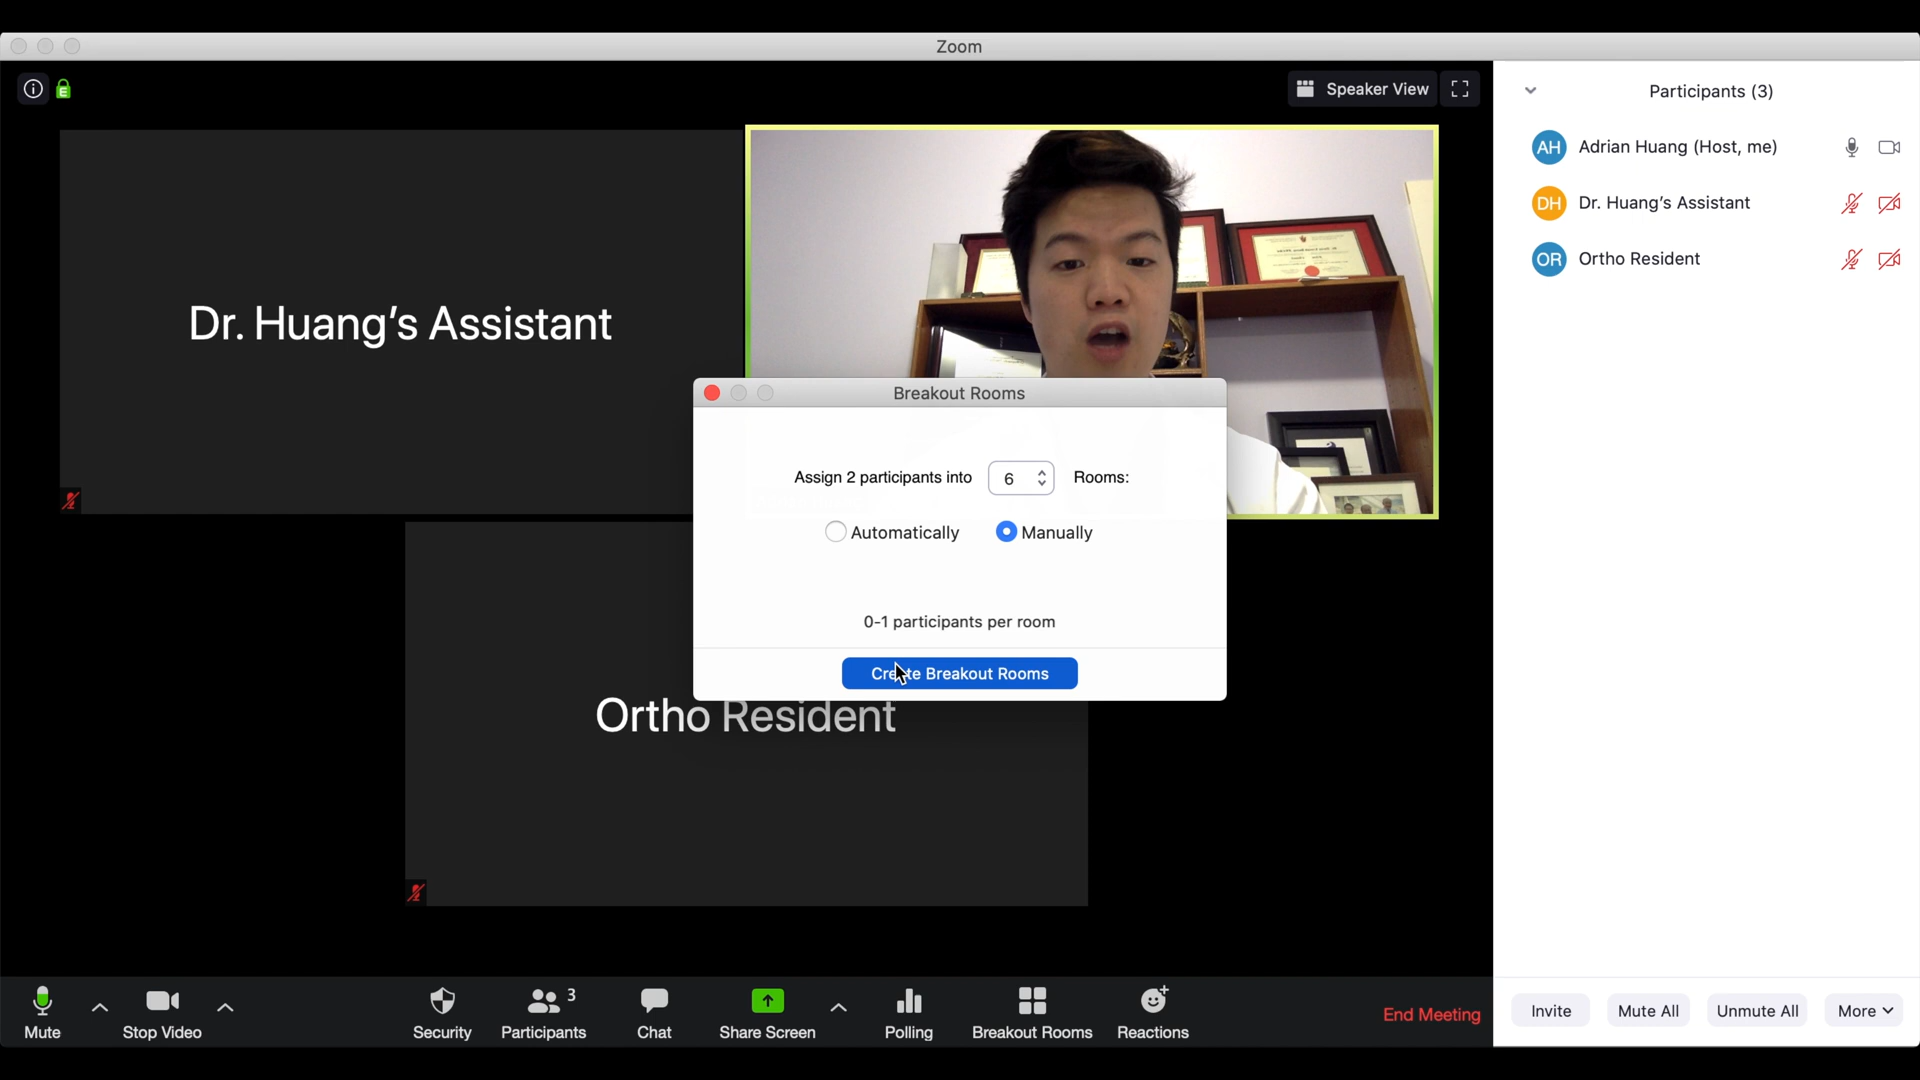 Zoom
Speaker View
Participants (3)
AH Adrian Huang (Host, me)
DH Dr. Huang's Assistant
OR Ortho Resident
Dr. Huang's Assistant
Breakout Rooms
Assign 2 participants into 6 Rooms:
Automatically Manually
0-1 participants per room
Create Breakout Rooms
Ortho Resident
Mute
Stop Video
Security
Participants 3
Chat
Share Screen
Polling
Breakout Rooms
Reactions
End Meeting
Invite
Mute All
Unmute All
More